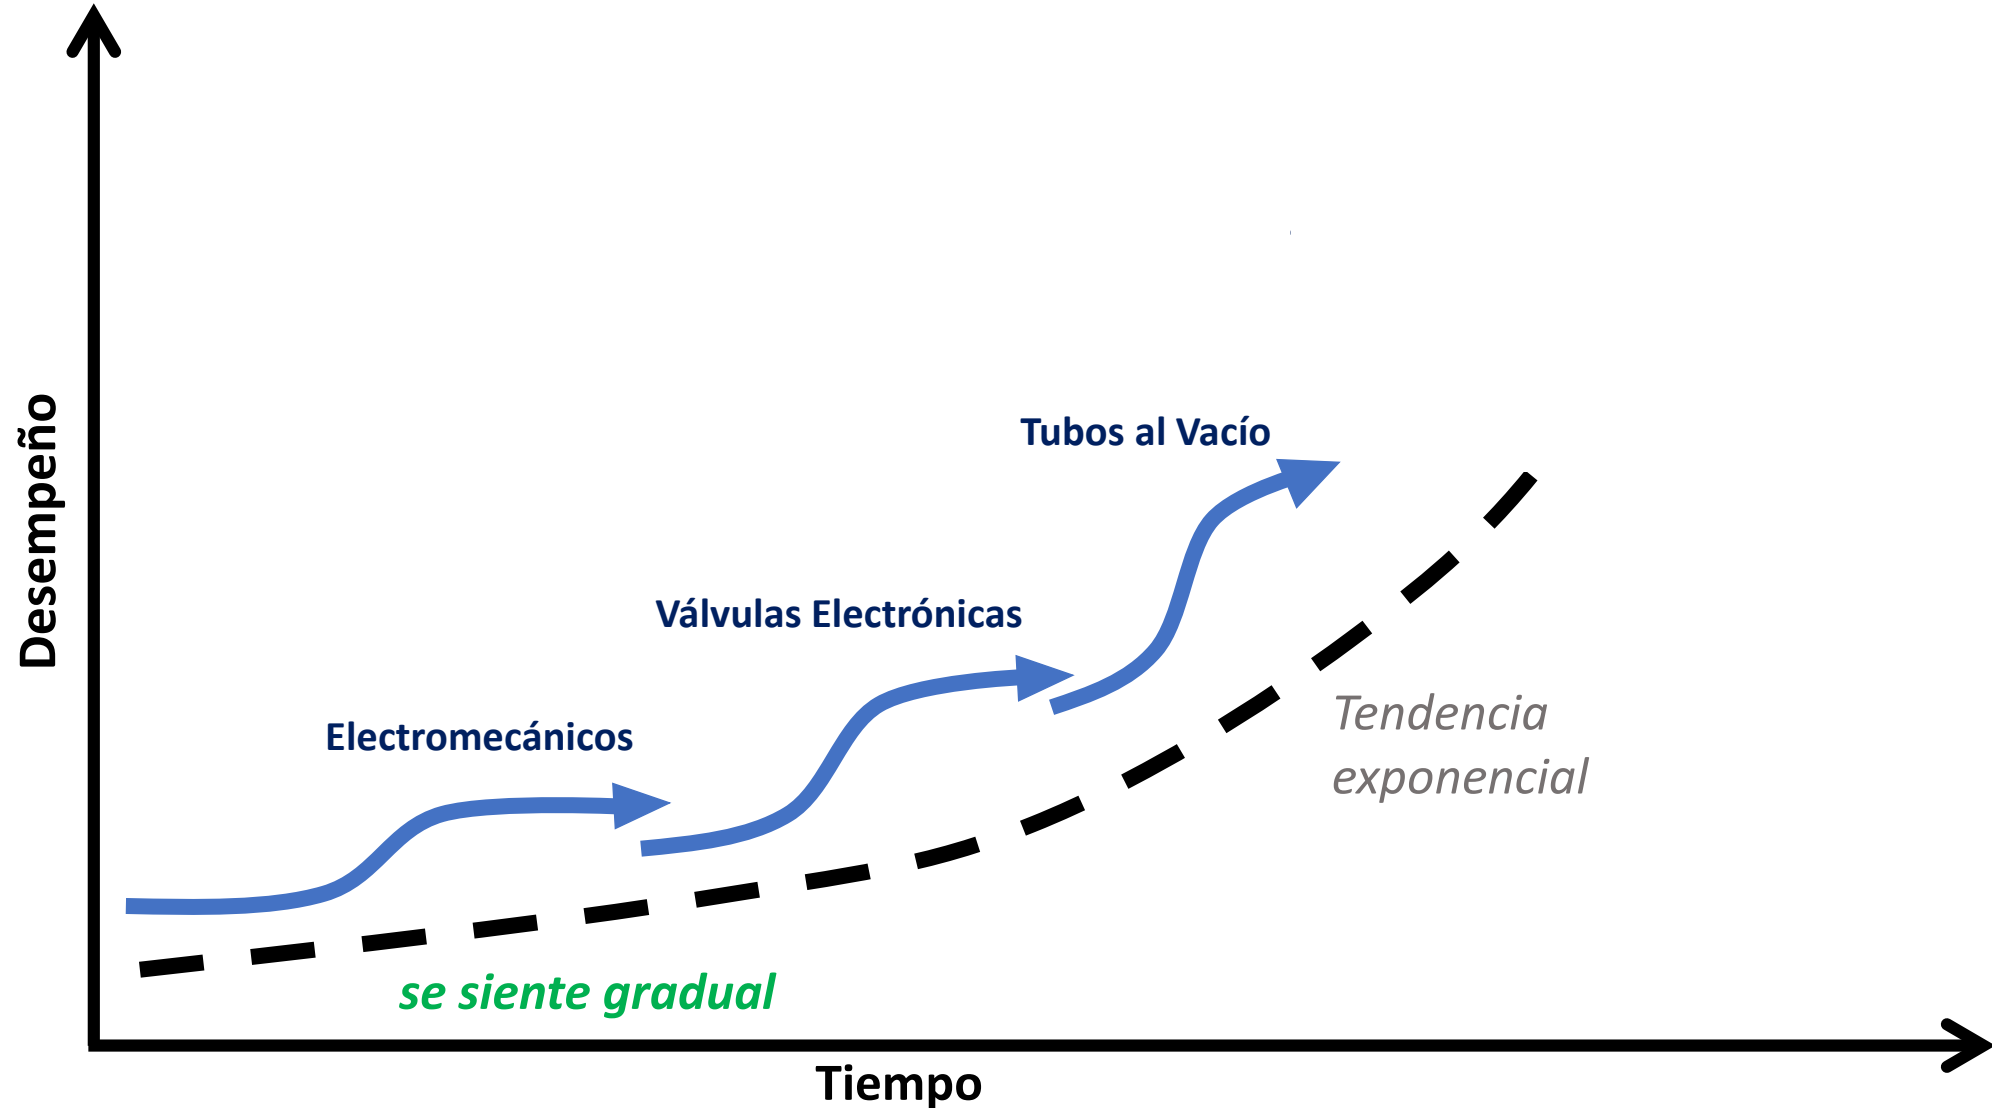 Desempeño
Tubos al Vacío
Válvulas Electrónicas
Electromecánicos
Tendencia
exponencial
se siente gradual
Tiempo